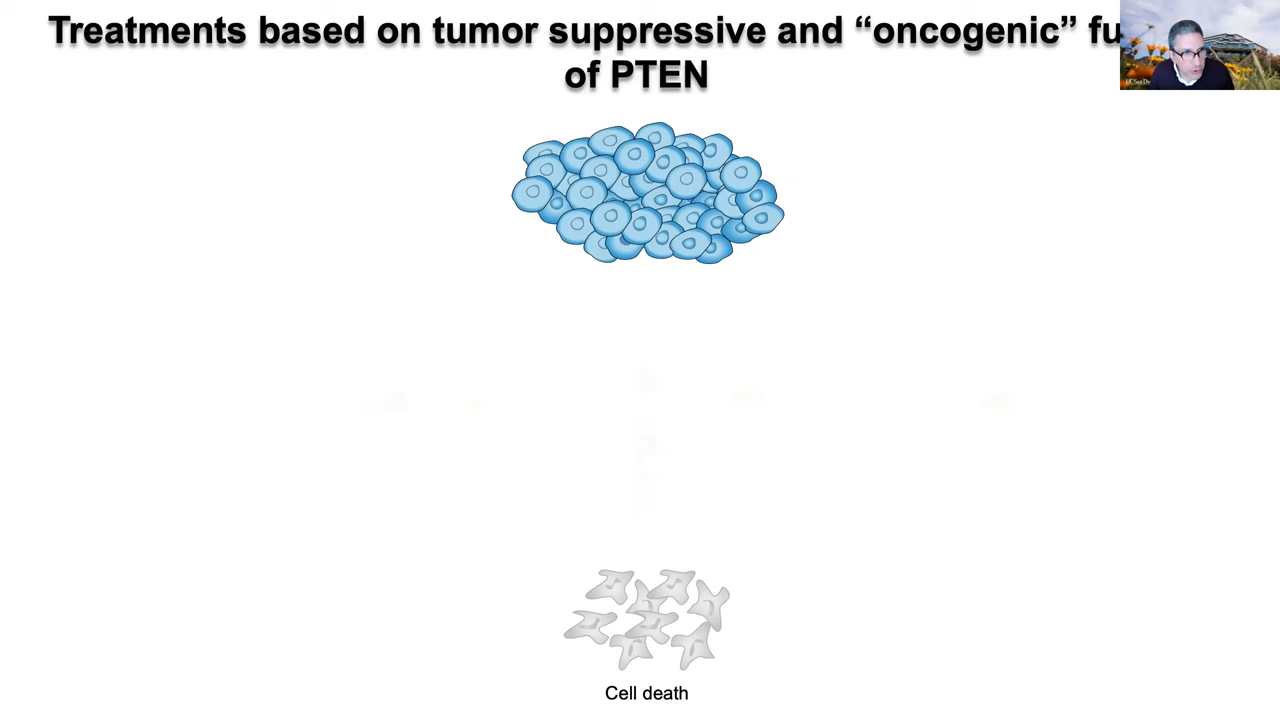 Treatments based on tumor suppressive and “oncogenic” fu
of PTEN
Cell death